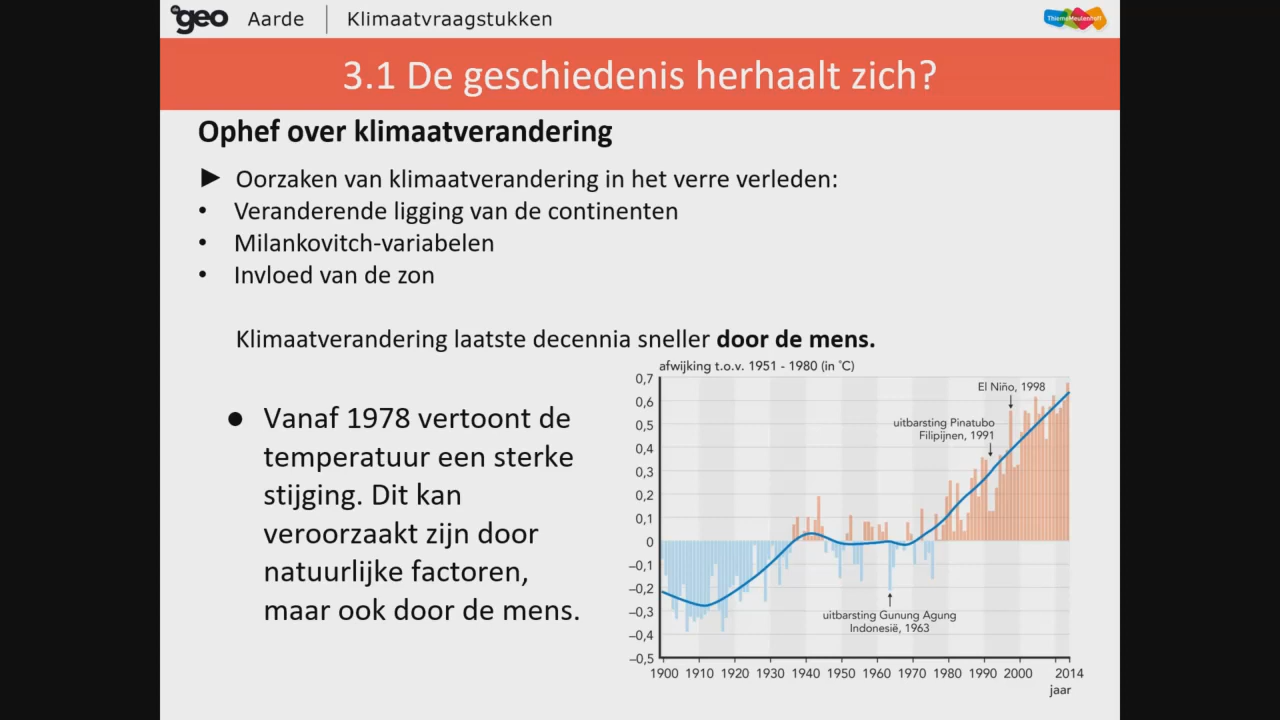 de geo Aarde Klimaatvraagstukken ThiemeMeulenhoff
3.1 De geschiedenis herhaalt zich?
Ophef over klimaatverandering
► Oorzaken van klimaatverandering in het verre verleden:
• Veranderende ligging van de continenten
• Milankovitch-variabelen
• Invloed van de zon
Klimaatverandering laatste decennia sneller door de mens.
● Vanaf 1978 vertoont de
temperatuur een sterke
stijging. Dit kan
veroorzaakt zijn door
natuurlijke factoren,
maar ook door de mens.
afwijking t.o.v. 1951 - 1980 (in °C)
0,7
0,6
0,5
0,4
0,3
0,2
0,1
0
–0,1
–0,2
–0,3
–0,4
–0,5
El Niño, 1998
uitbarsting Pinatubo
Filipijnen, 1991
uitbarsting Gunung Agung
Indonesië, 1963
1900 1910 1920 1930 1940 1950 1960 1970 1980 1990 2000 2014
jaar